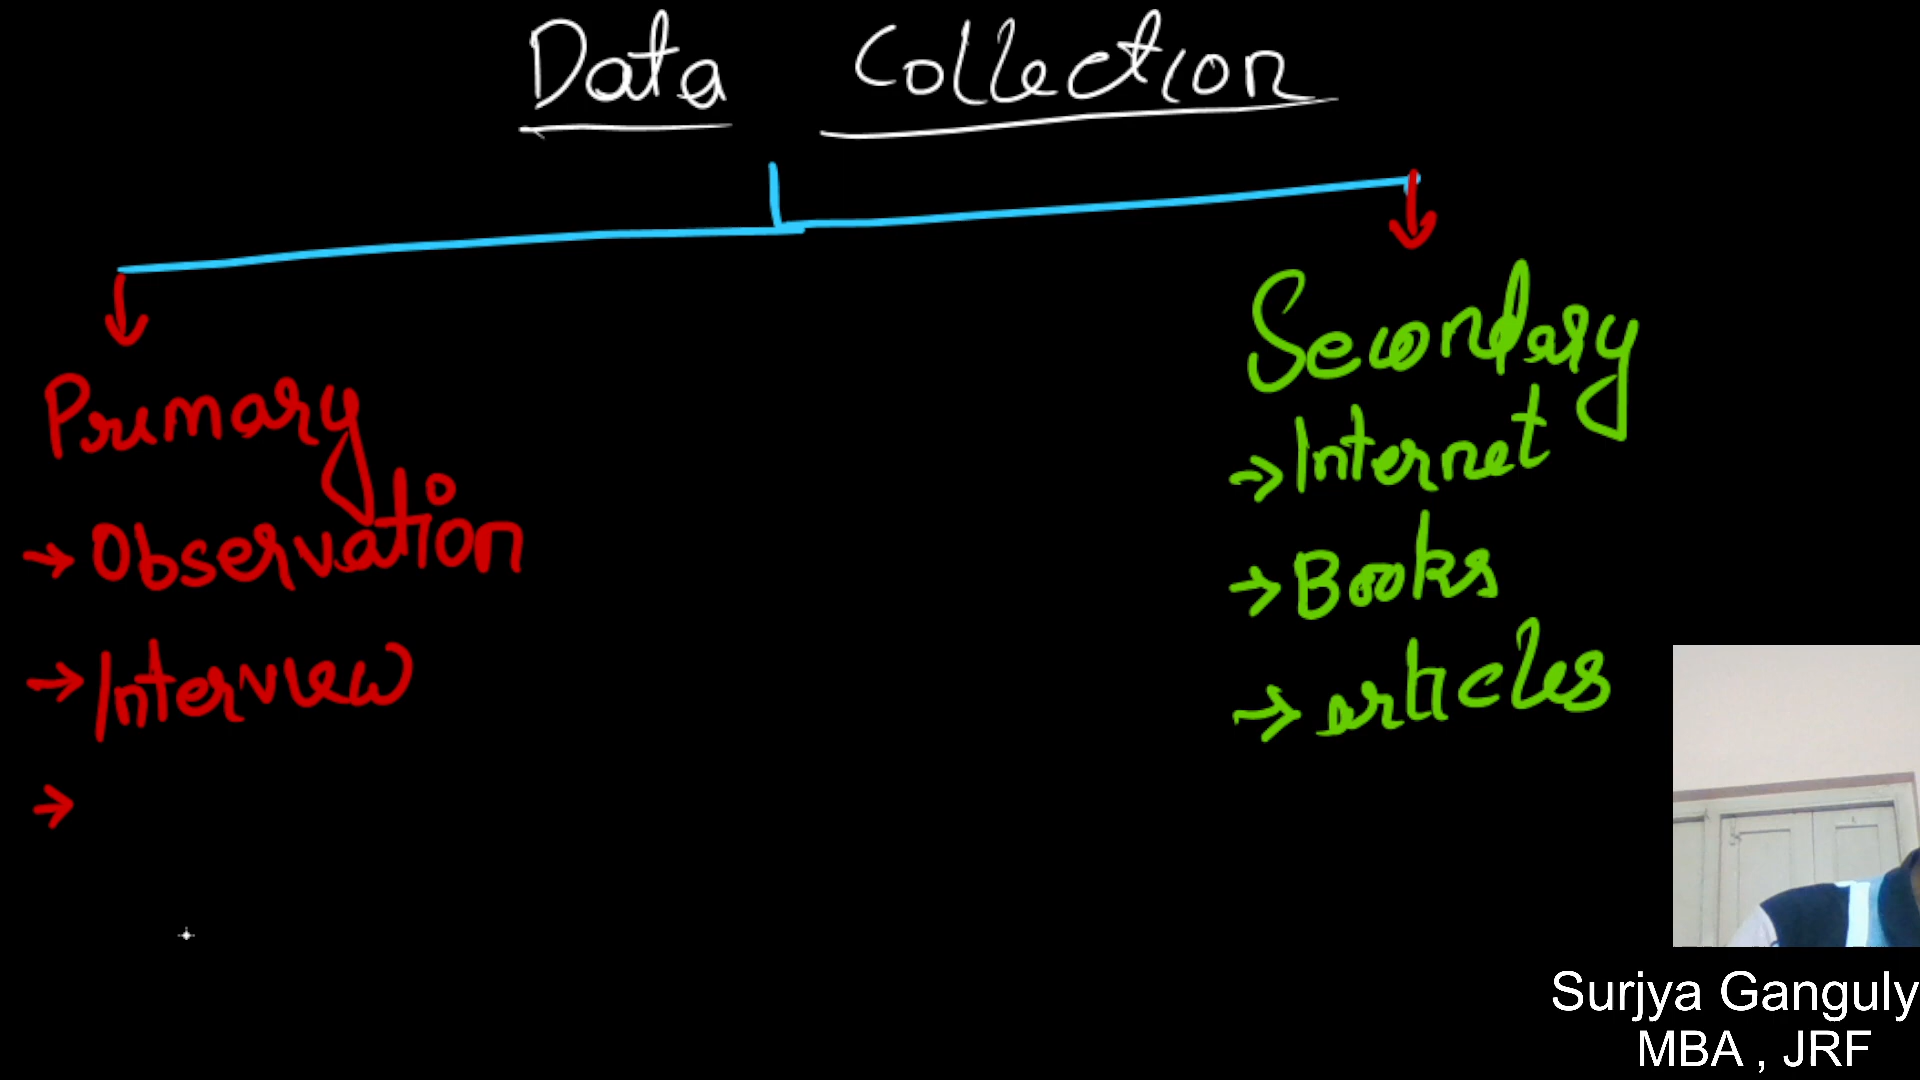 Data Collection
Primary
→ Observation
→ Interview
→
Secondary
→ Internet
→ Books
→ articles
Surjya Ganguly
MBA , JRF